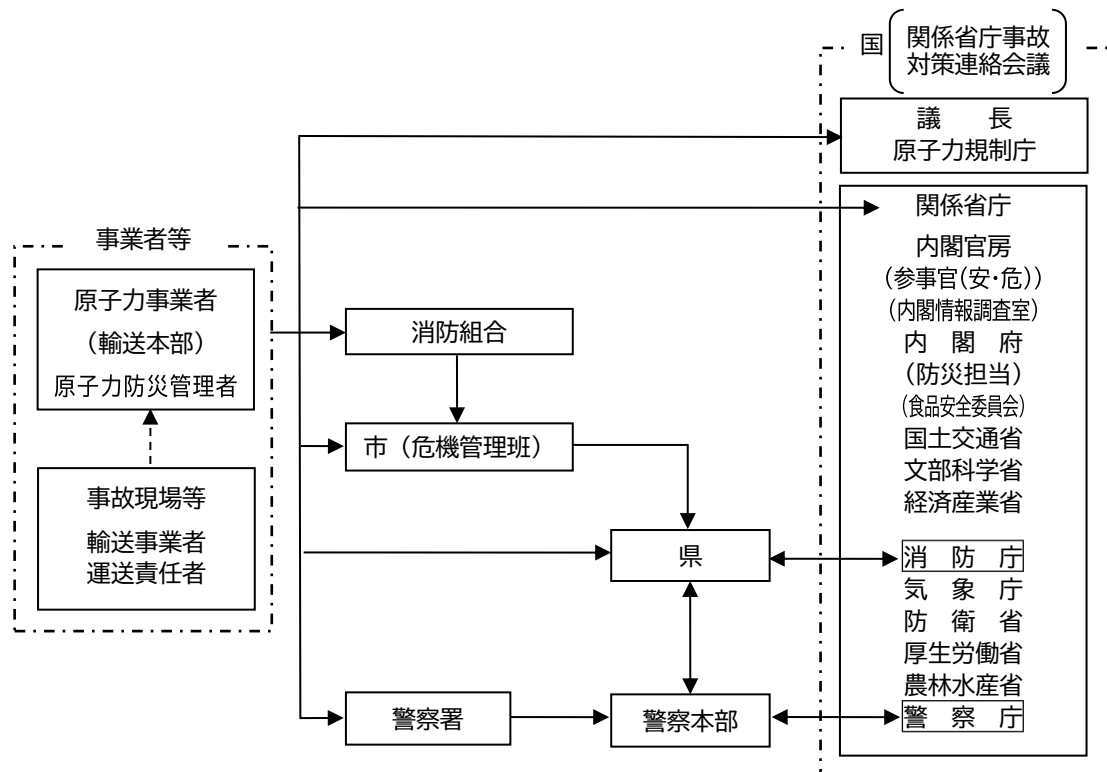 国
関係省庁事故
対策連絡会議
議　　長
原子力規制庁
関係省庁
内閣官房
（参事官（安・危））
（内閣情報調査室）
内　閣　府
（防災担当）
（食品安全委員会）
国土交通省
文部科学省
経済産業省
消　防　庁
気　象　庁
防　衛　省
厚生労働省
農林水産省
警　察　庁
事業者等
原子力事業者
（輸送本部）
原子力防災管理者
事故現場等
輸送事業者
運送責任者
消防組合
市（危機管理班）
県
警察署
警察本部